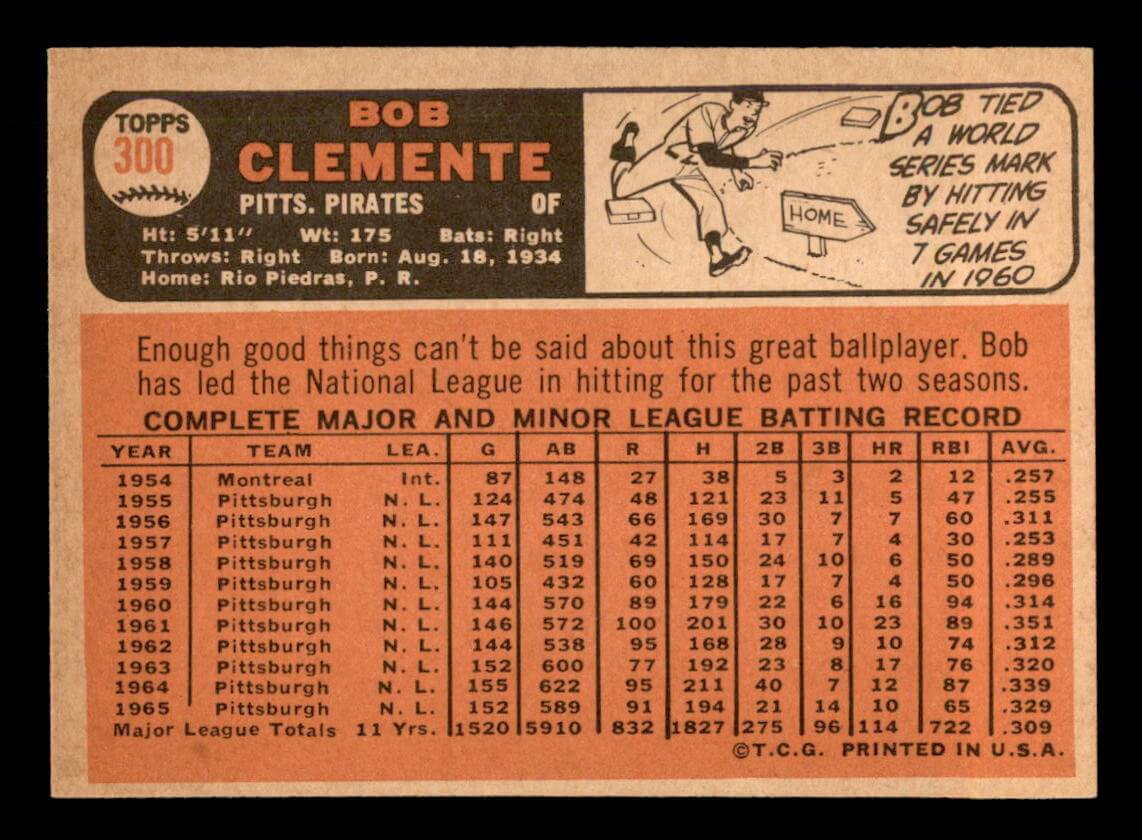 TOPPS
300
BOB
CLEMENTE
PITTS. PIRATES OF
Ht: 5'11" Wt: 175 Bats: Right
Throws: Right Born: Aug. 18, 1934
Home: Rio Piedras, P. R.
HOME
BOB TIED
A WORLD
SERIES MARK
BY HITTING
SAFELY IN
7 GAMES
IN 1960
Enough good things can't be said about this great ballplayer. Bob
has led the National League in hitting for the past two seasons.
COMPLETE MAJOR AND MINOR LEAGUE BATTING RECORD
YEAR TEAM LEA. G AB R H 2B 3B HR RBI AVG.
1954 Montreal Int. 87 148 27 38 5 3 2 12 .257
1955 Pittsburgh N. L. 124 474 48 121 23 11 5 47 .255
1956 Pittsburgh N. L. 147 543 66 169 30 7 7 60 .311
1957 Pittsburgh N. L. 111 451 42 114 17 7 4 30 .253
1958 Pittsburgh N. L. 140 519 69 150 24 10 6 50 .289
1959 Pittsburgh N. L. 105 432 60 128 17 7 4 50 .296
1960 Pittsburgh N. L. 144 570 89 179 22 6 16 94 .314
1961 Pittsburgh N. L. 146 572 100 201 30 10 23 89 .351
1962 Pittsburgh N. L. 144 538 95 168 28 9 10 74 .312
1963 Pittsburgh N. L. 152 600 77 192 23 8 17 76 .320
1964 Pittsburgh N. L. 155 622 95 211 40 7 12 87 .339
1965 Pittsburgh N. L. 152 589 91 194 21 14 10 65 .329
Major League Totals 11 Yrs. 1520 5910 832 1827 275 96 114 722 .309
©T.C.G. PRINTED IN U.S.A.